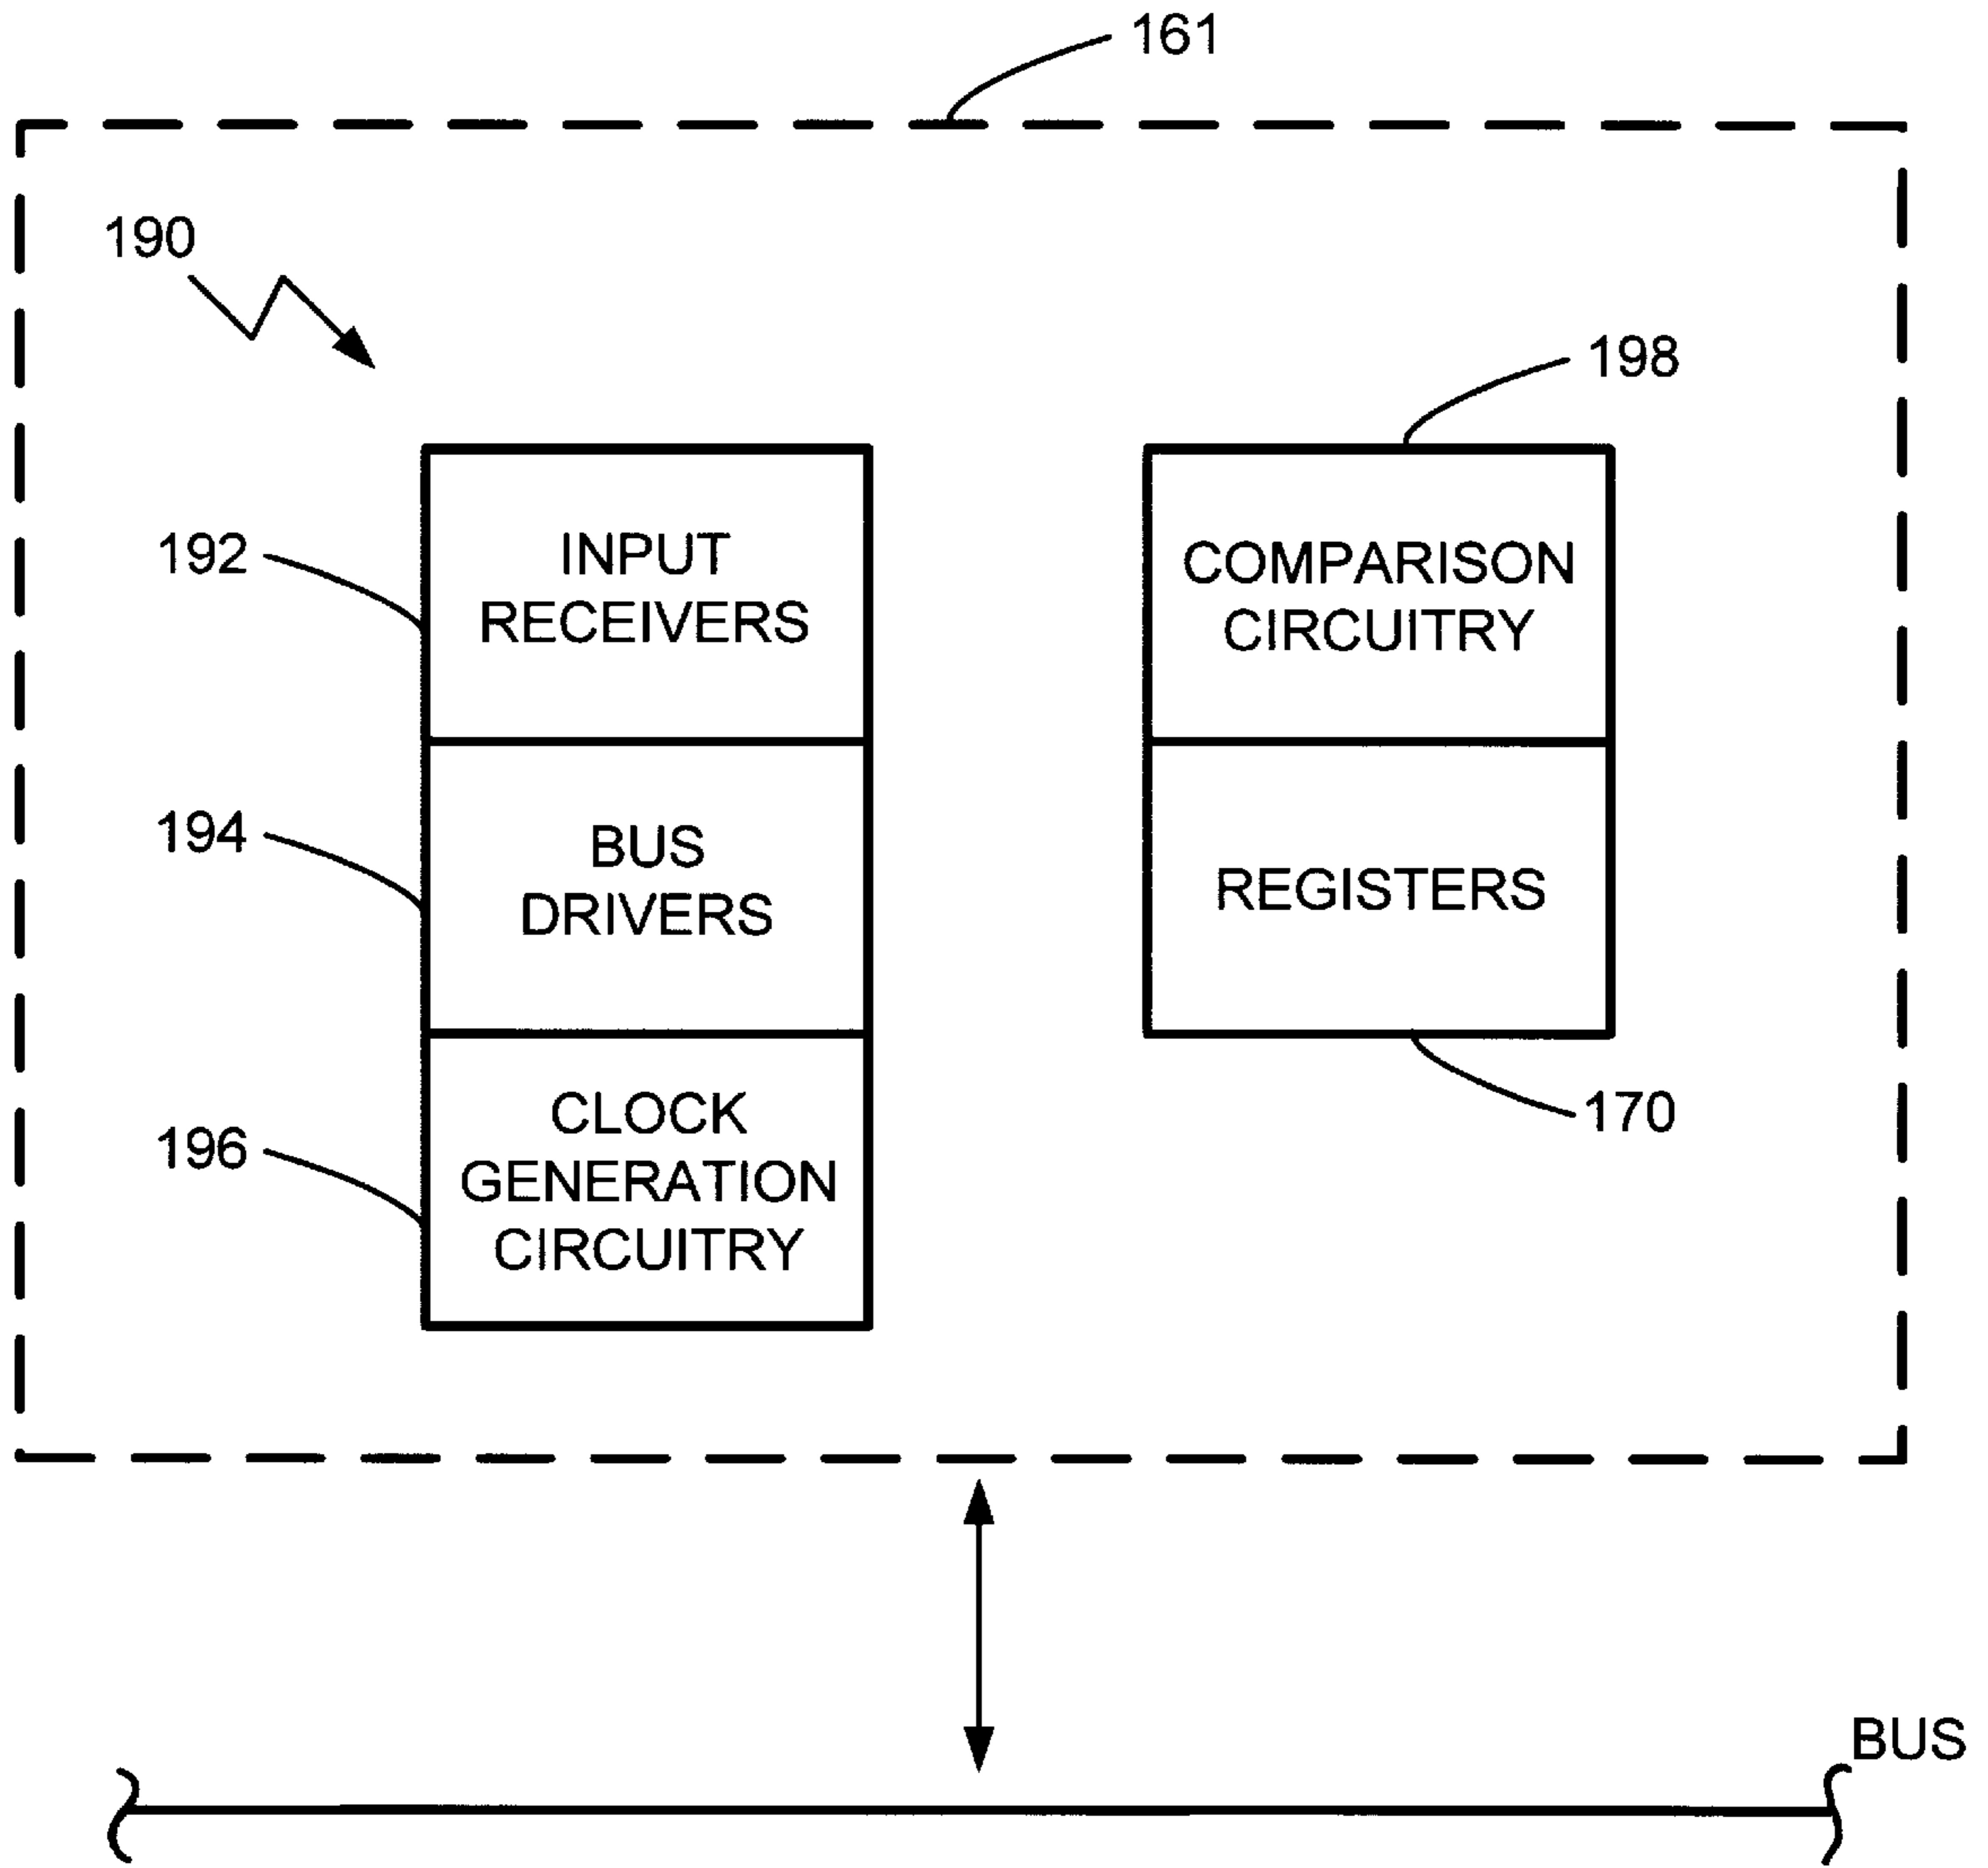 161
190
198
192
INPUT
RECEIVERS
COMPARISON
CIRCUITRY
194
BUS
DRIVERS
REGISTERS
196
CLOCK
GENERATION
CIRCUITRY
170
BUS